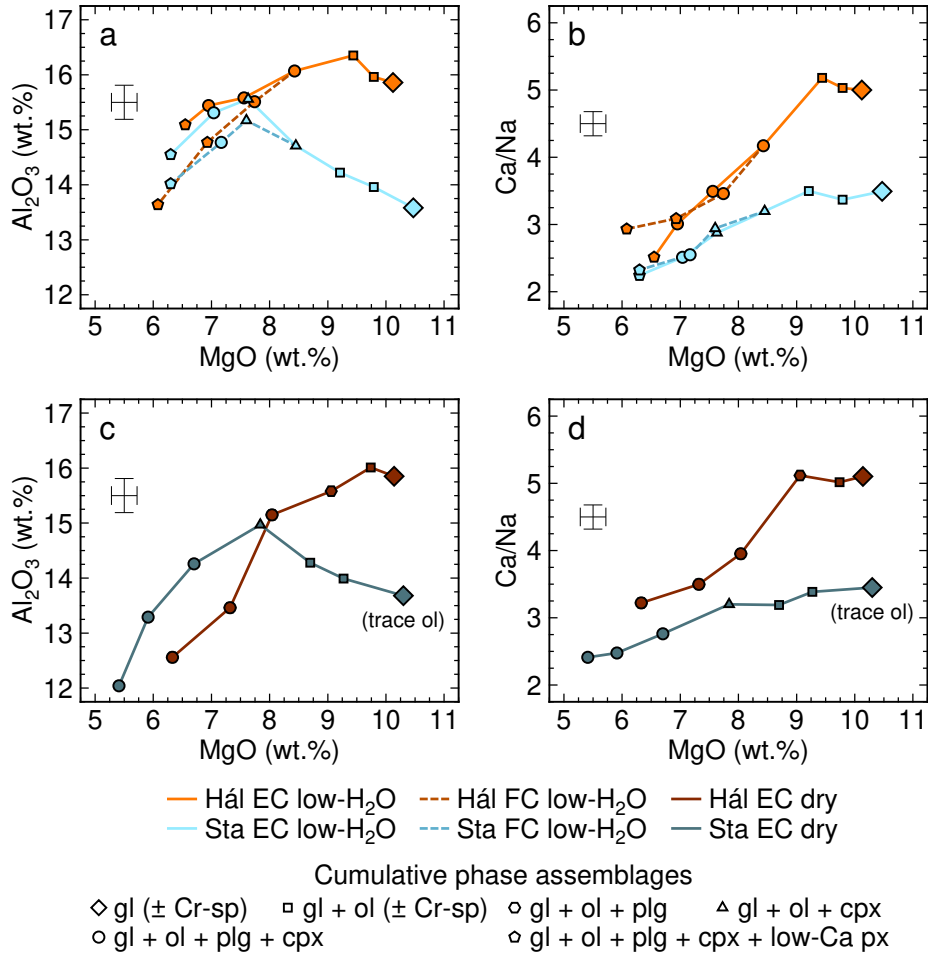 a
17
16
15
14
13
12
Al2O3 (wt.%)
5 6 7 8 9 10 11
MgO (wt.%)
b
6
5
4
3
2
Ca/Na
5 6 7 8 9 10 11
MgO (wt.%)
c
17
16
15
14
13
12
Al2O3 (wt.%)
(trace ol)
5 6 7 8 9 10 11
MgO (wt.%)
d
6
5
4
3
2
Ca/Na
(trace ol)
5 6 7 8 9 10 11
MgO (wt.%)
Hál EC low-H2O Hál FC low-H2O Hál EC dry
Sta EC low-H2O Sta FC low-H2O Sta EC dry
Cumulative phase assemblages
gl (± Cr-sp) gl + ol (± Cr-sp) gl + ol + plg gl + ol + cpx
gl + ol + plg + cpx gl + ol + plg + cpx + low-Ca px